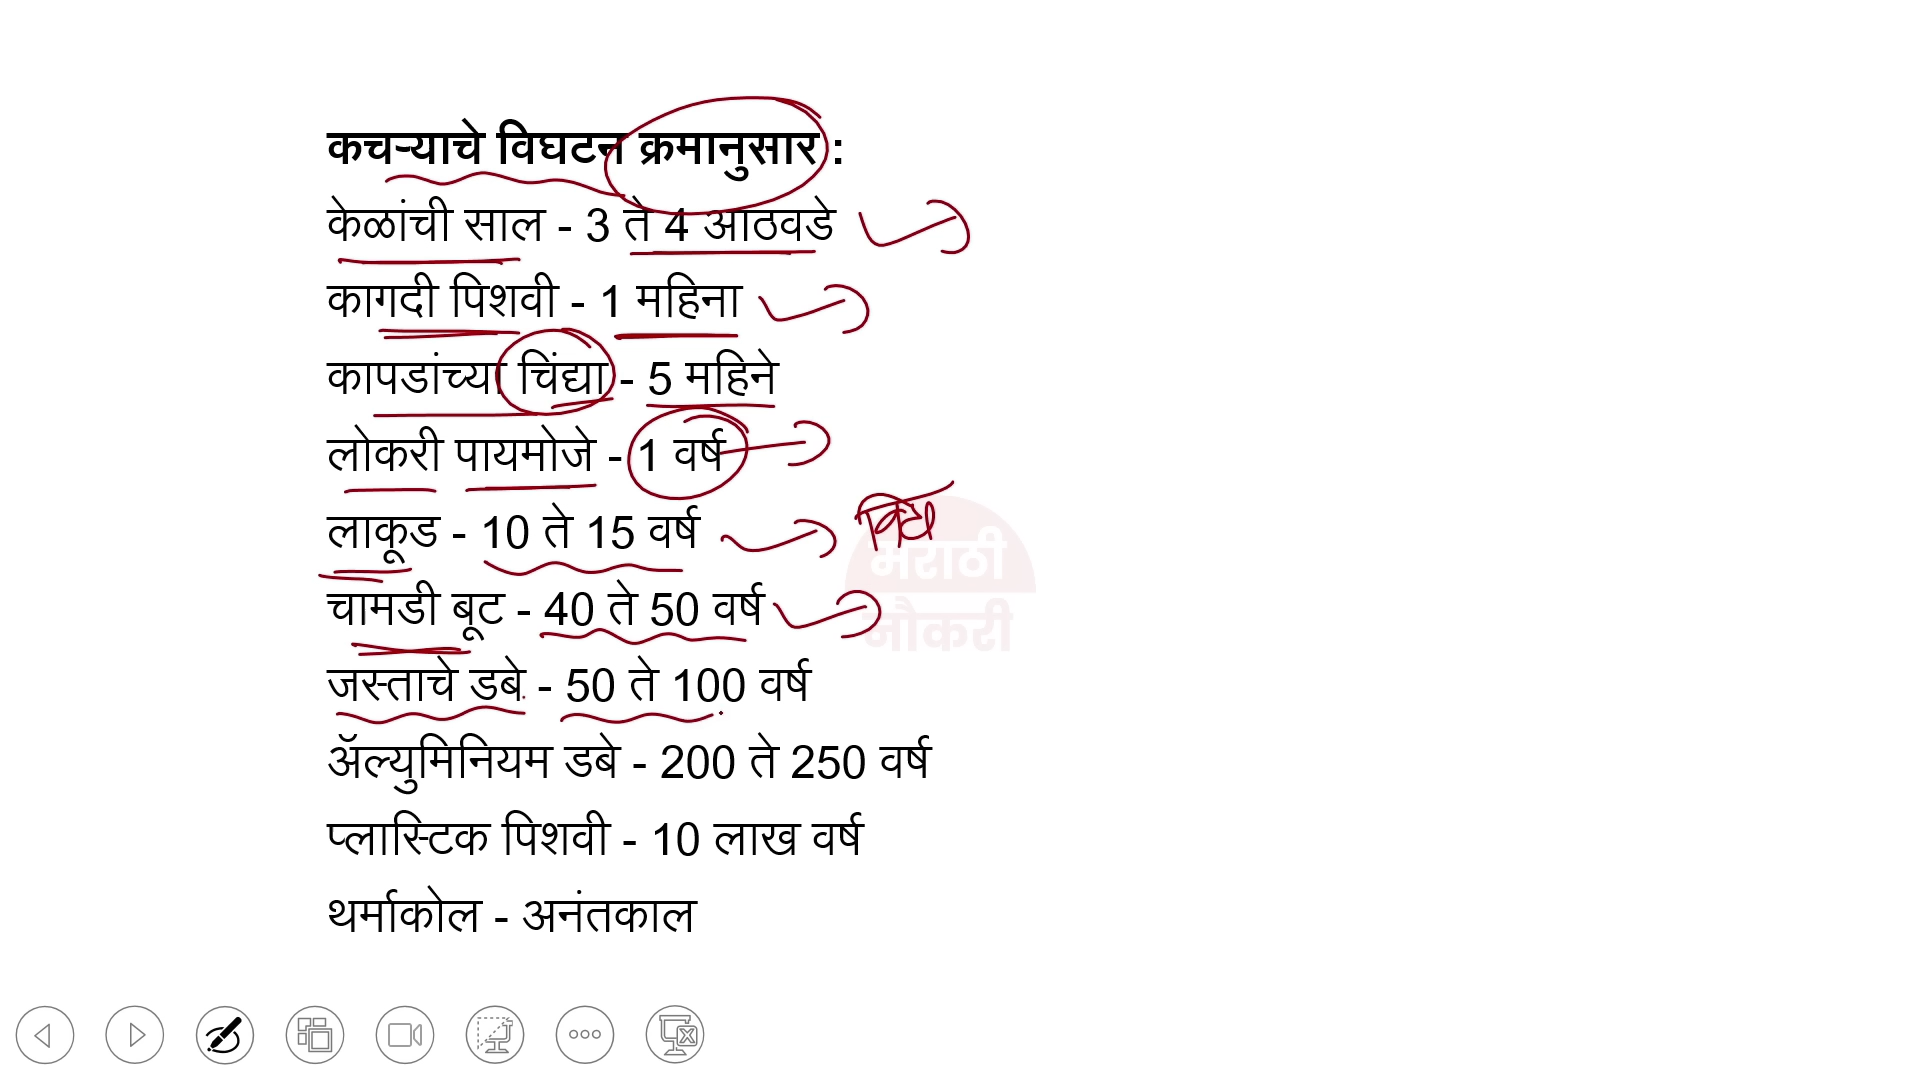 कचऱ्याचे विघटन क्रमानुसार :
केळांची साल - 3 ते 4 आठवडे
कागदी पिशवी - 1 महिना
कापडांच्या चिंद्या - 5 महिने
लोकरी पायमोजे - 1 वर्ष
लाकूड - 10 ते 15 वर्ष
चामडी बूट - 40 ते 50 वर्ष
जस्ताचे डबे - 50 ते 100 वर्ष
ॲल्युमिनियम डबे - 200 ते 250 वर्ष
प्लास्टिक पिशवी - 10 लाख वर्ष
थर्माकोल - अनंतकाल
मराठी
नौकरी